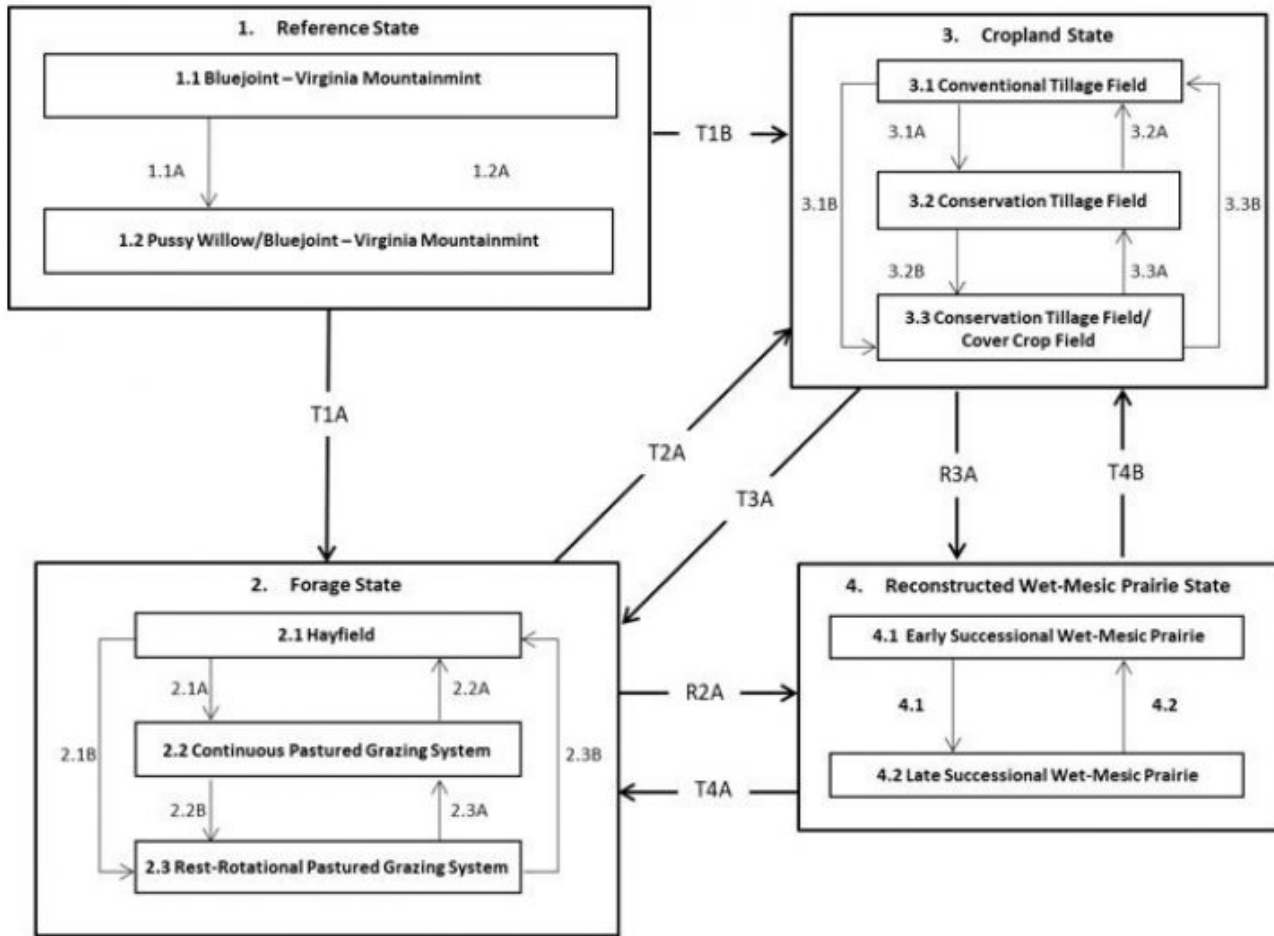 1. Reference State
1.1 Bluejoint – Virginia Mountainmint
1.1A
1.2A
1.2 Pussy Willow/Bluejoint – Virginia Mountainmint
T1B
3. Cropland State
3.1 Conventional Tillage Field
3.1A
3.2A
3.1B
3.2 Conservation Tillage Field
3.3B
3.2B
3.3A
3.3 Conservation Tillage Field/
Cover Crop Field
T1A
T2A
T3A
R3A
T4B
2. Forage State
2.1 Hayfield
2.1A
2.2A
2.1B
2.2 Continuous Pastured Grazing System
2.3B
2.2B
2.3A
2.3 Rest-Rotational Pastured Grazing System
R2A
T4A
4. Reconstructed Wet-Mesic Prairie State
4.1 Early Successional Wet-Mesic Prairie
4.1
4.2
4.2 Late Successional Wet-Mesic Prairie